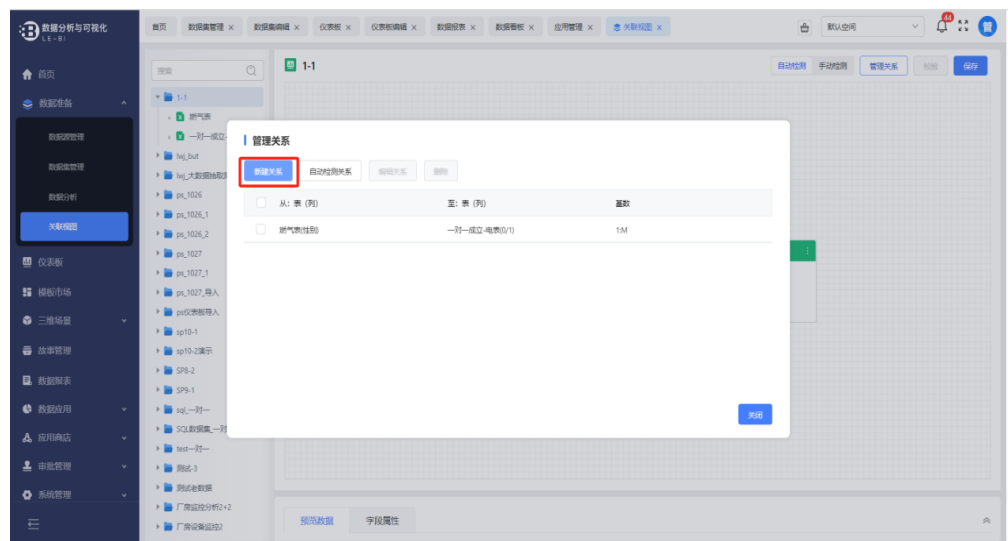 数据分析与可视化
LE-BI
首页 数据集管理 × 数据集编辑 × 仪表板 × 仪表板编辑 × 数据报表 × 数据看板 × 应用管理 × 关联视图 ×
默认空间
44
管
首页
数据准备
数据源管理
数据集管理
数据分析
关联视图
仪表板
模板市场
三维场景
故事管理
数据报表
数据应用
应用商店
审批管理
系统管理
搜索
1-1
燃气表
一对一成立-
lwj_but
lwj_大数据抽取
ps_1026
ps_1026_1
ps_1026_2
ps_1027
ps_1027_1
ps_1027_导入
ps仪表板导入
sp10-1
sp10-2演示
SP8-2
SP9-1
sql_一对一
SQL数据集_一对
test一对一
测试-3
测试老数据
厂房监控分析2+2
厂房设备监控2
1-1
自动检测 手动检测 管理关系 校验 保存
管理关系
新建关系 自动检测关系 编辑关系 删除
从: 表 (列) 至: 表 (列) 基数
燃气表(性别) 一对一成立-电表(0/1) 1:M
关闭
预览数据 字段属性